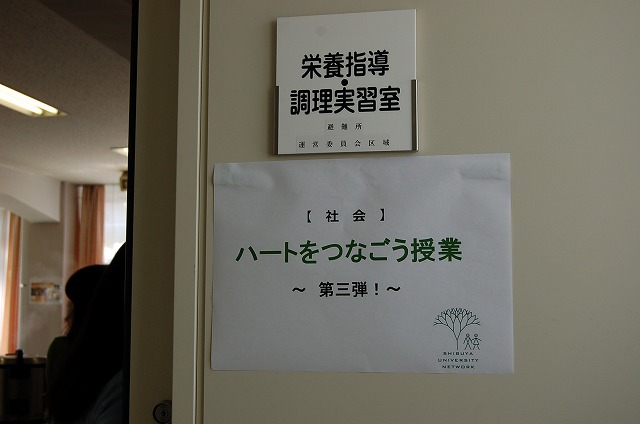 栄養指導
・
調理実習室
避難所
運営委員会区域
【 社 会 】
ハートをつなごう授業
～ 第三弾！～
SHIBUYA
UNIVERSITY
NETWORK